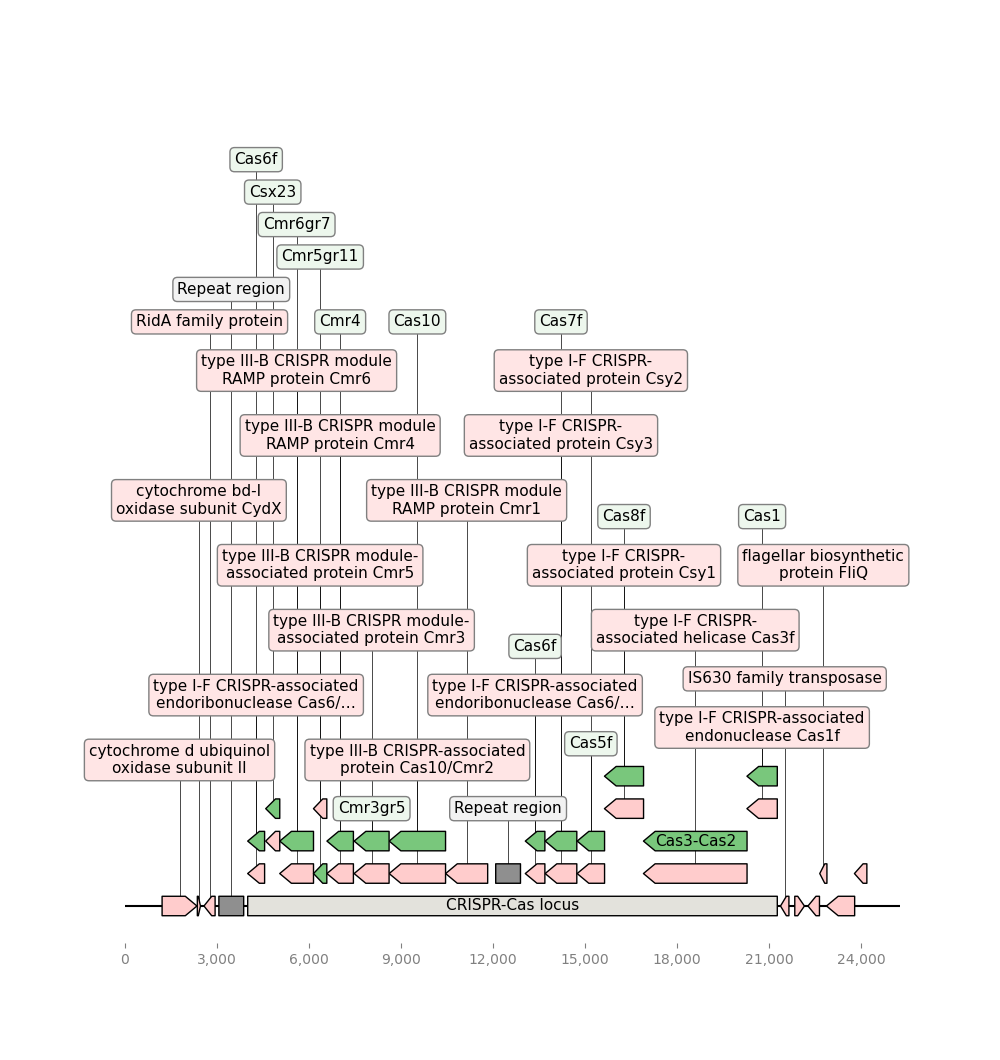 Cas6f
Csx23
Cmr6gr7
Cmr5gr11
Repeat region
RidA family protein
Cmr4
Cas10
Cas7f
type III-B CRISPR module
RAMP protein Cmr6
type I-F CRISPR-
associated protein Csy2
type III-B CRISPR module
RAMP protein Cmr4
type I-F CRISPR-
associated protein Csy3
cytochrome bd-I
oxidase subunit CydX
type III-B CRISPR module
RAMP protein Cmr1
Cas8f
Cas1
type III-B CRISPR module-
associated protein Cmr5
type I-F CRISPR-
associated protein Csy1
flagellar biosynthetic
protein FliQ
type III-B CRISPR module-
associated protein Cmr3
type I-F CRISPR-
associated helicase Cas3f
Cas6f
type I-F CRISPR-associated
endoribonuclease Cas6/...
type I-F CRISPR-associated
endoribonuclease Cas6/...
IS630 family transposase
type I-F CRISPR-associated
endonuclease Cas1f
Cas5f
cytochrome d ubiquinol
oxidase subunit II
type III-B CRISPR-associated
protein Cas10/Cmr2
Cmr3gr5
Repeat region
Cas3-Cas2
CRISPR-Cas locus
0 3,000 6,000 9,000 12,000 15,000 18,000 21,000 24,000